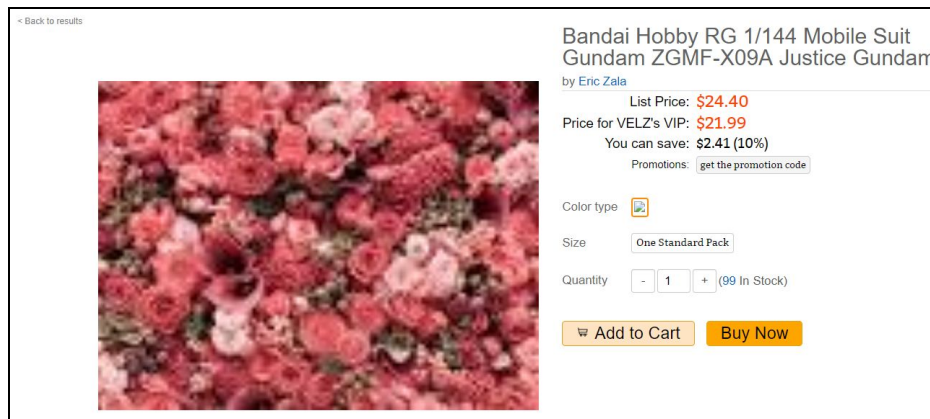 < Back to results
Bandai Hobby RG 1/144 Mobile Suit
Gundam ZGMF-X09A Justice Gundam
by Eric Zala
List Price: $24.40
Price for VELZ's VIP: $21.99
You can save: $2.41 (10%)
Promotions: get the promotion code
Color type
Size One Standard Pack
Quantity - 1 + (99 In Stock)
Add to Cart Buy Now